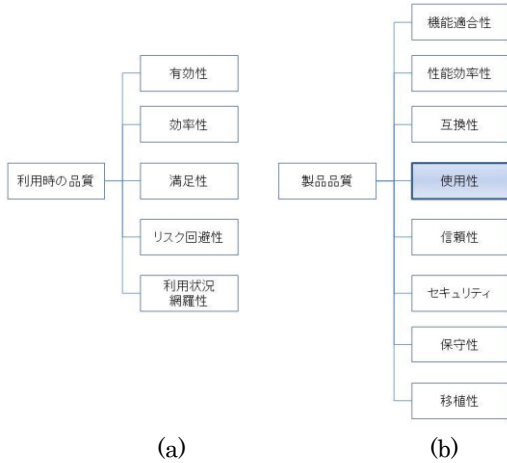 利用時の品質
有効性
効率性
満足性
リスク回避性
利用状況
網羅性
(a)
製品品質
機能適合性
性能効率性
互換性
使用性
信頼性
セキュリティ
保守性
移植性
(b)